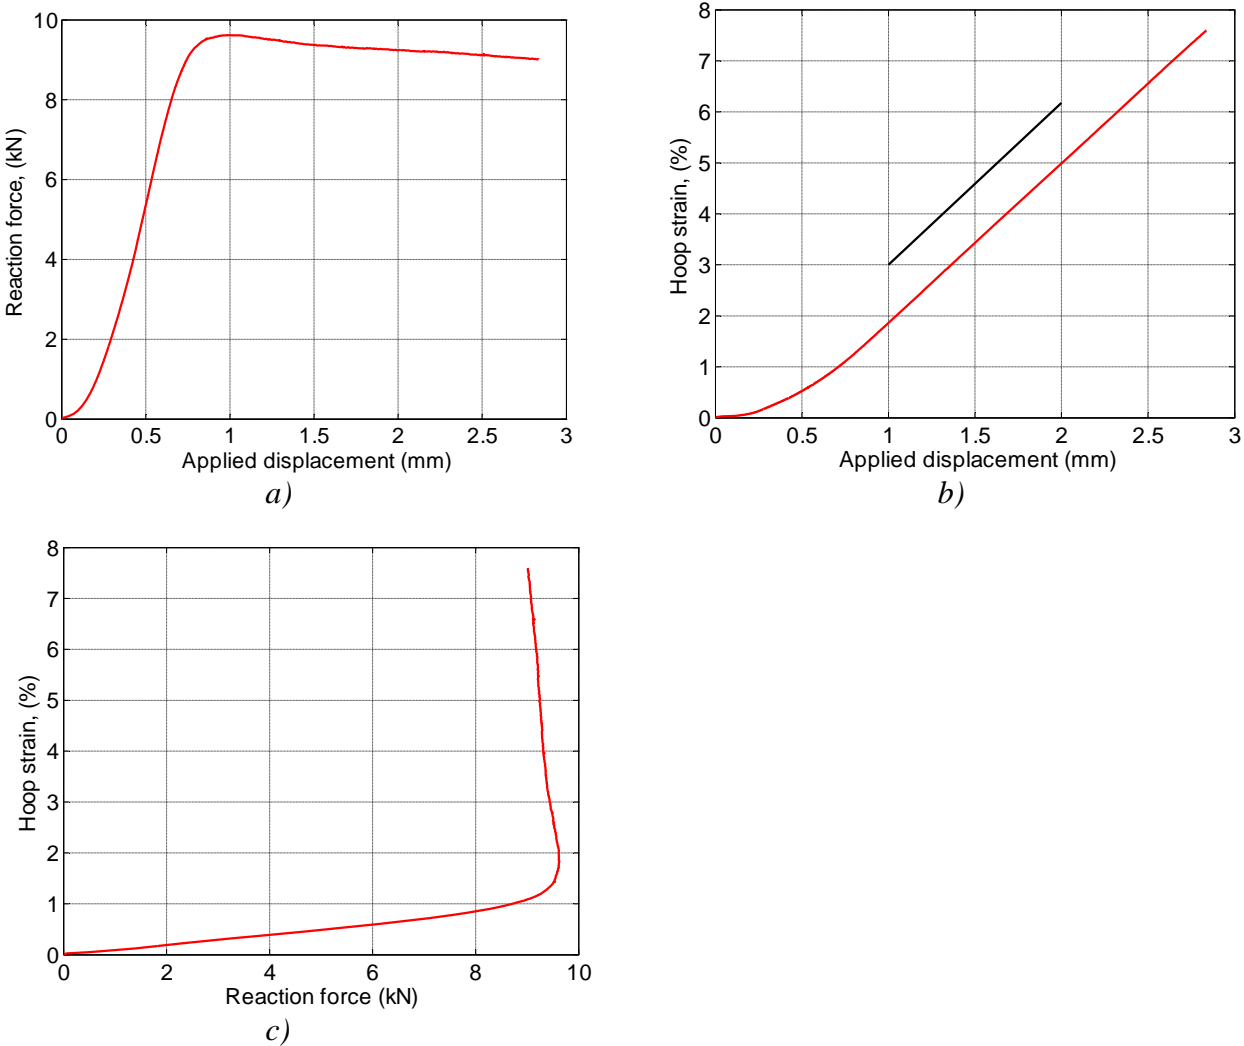 10
8
6
4
2
0
0 0.5 1 1.5 2 2.5 3
Reaction force, (kN)
Applied displacement (mm)
a)
8
7
6
5
4
3
2
1
0
0 0.5 1 1.5 2 2.5 3
Hoop strain, (%)
Applied displacement (mm)
b)
8
7
6
5
4
3
2
1
0
0 2 4 6 8 10
Hoop strain, (%)
Reaction force (kN)
c)